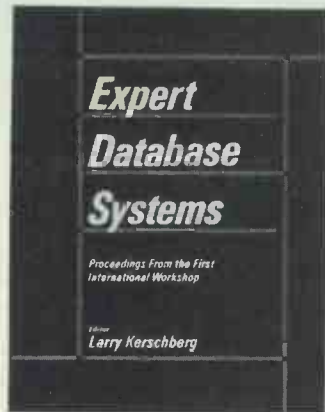 Expert
Database
Systems
Proceedings From the First
International Workshop
Editor
Larry Kerschberg